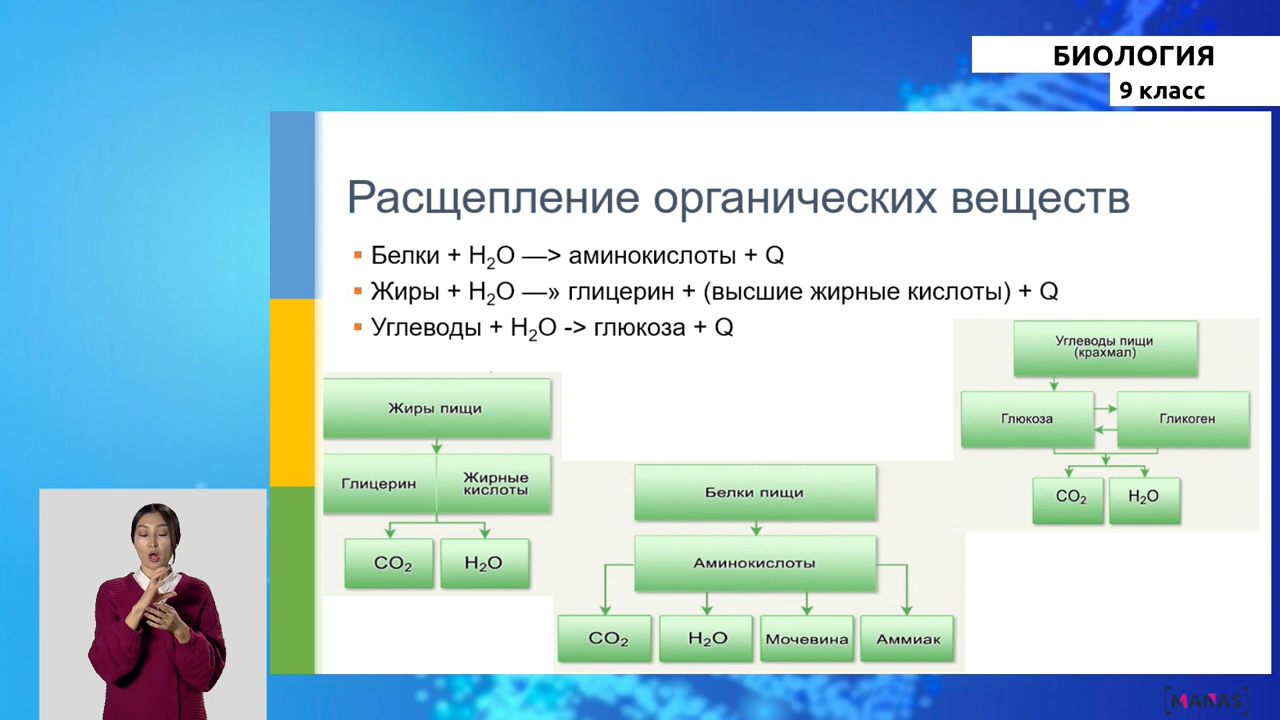 БИОЛОГИЯ
9 класс
Расщепление органических веществ
Белки + H₂O —> аминокислоты + Q
Жиры + H₂O —» глицерин + (высшие жирные кислоты) + Q
Углеводы + H₂O -> глюкоза + Q
Жиры пищи
Глицерин
Жирные
кислоты
CO₂
H₂O
Белки пищи
Аминокислоты
CO₂
H₂O
Мочевина
Аммиак
Углеводы пищи
(крахмал)
Глюкоза
Гликоген
CO₂
H₂O
[MANAS]